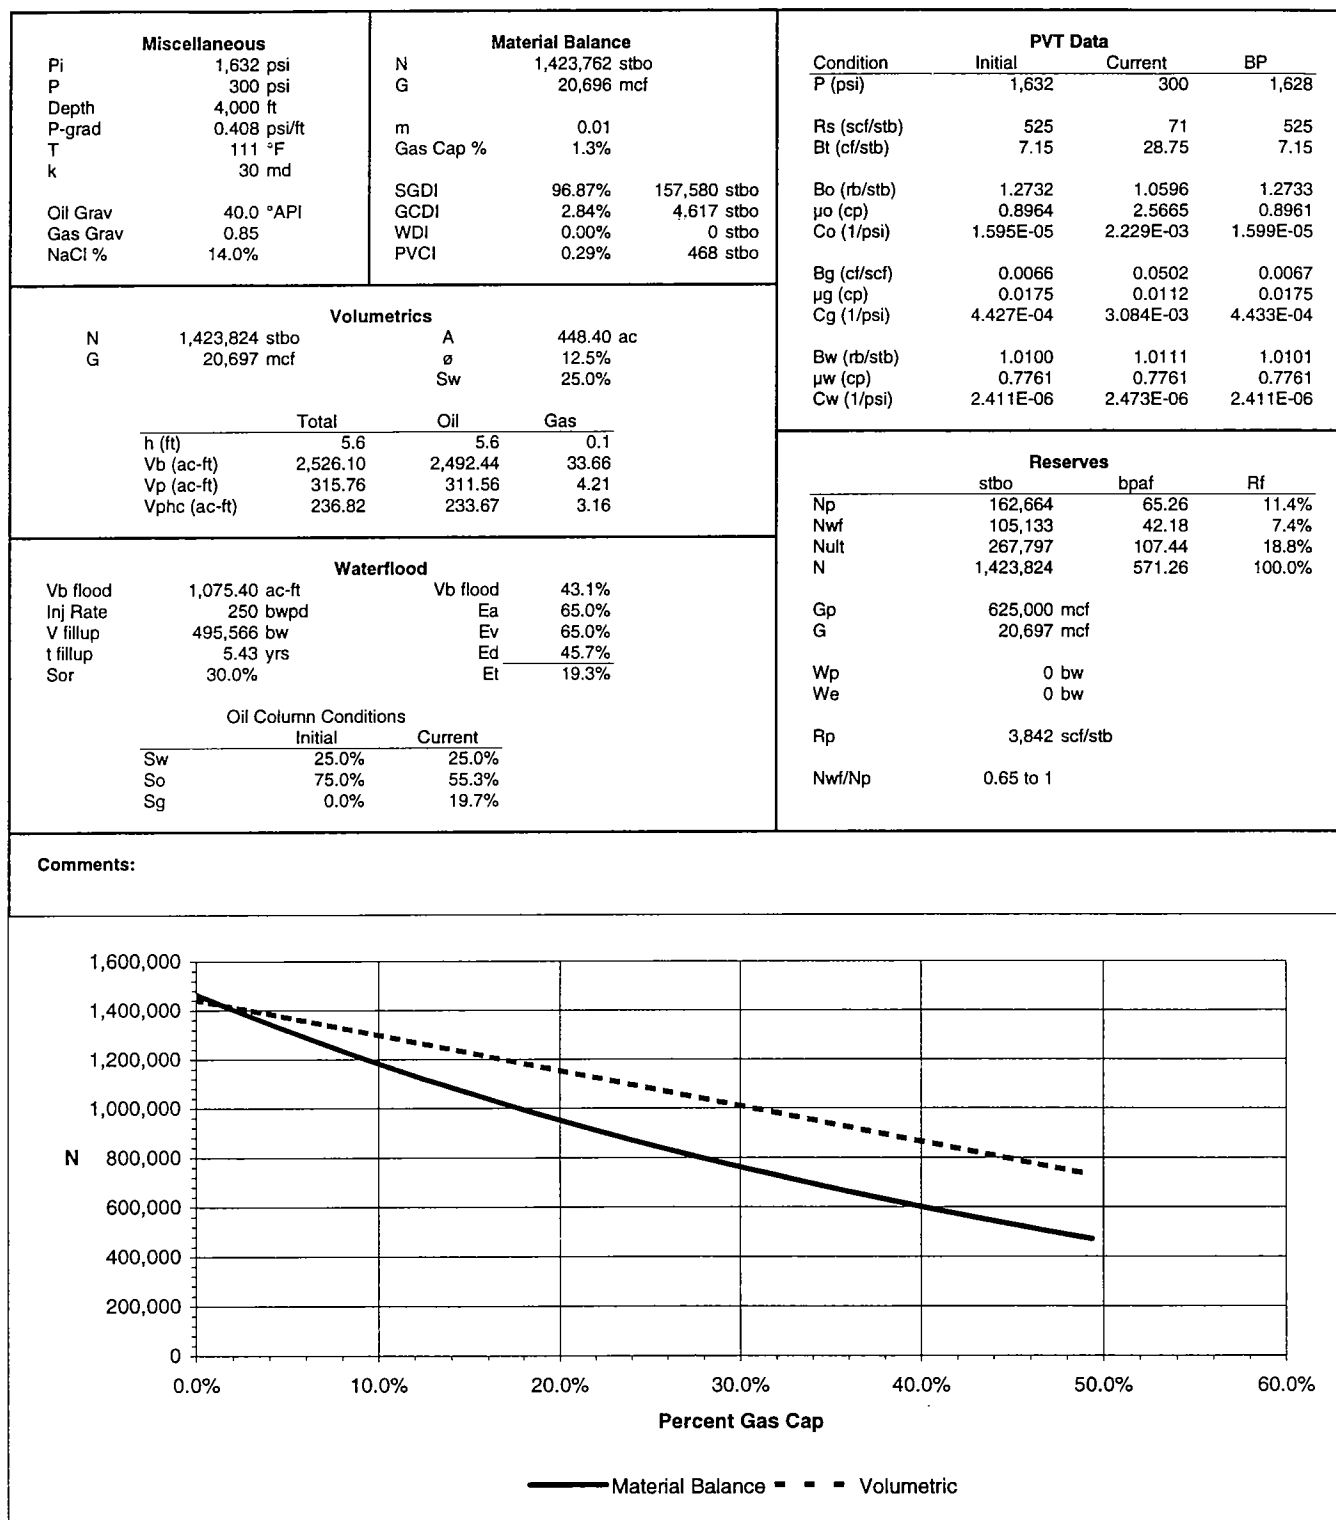 Miscellaneous
Pi 1,632 psi
P 300 psi
Depth 4,000 ft
P-grad 0.408 psi/ft
T 111 °F
k 30 md
Oil Grav 40.0 °API
Gas Grav 0.85
NaCl % 14.0%
Material Balance
N 1,423,762 stbo
G 20,696 mcf
m 0.01
Gas Cap % 1.3%
SGDI 96.87% 157,580 stbo
GCDI 2.84% 4.617 stbo
WDI 0.00% 0 stbo
PVCI 0.29% 468 stbo
PVT Data
Condition Initial Current BP
P (psi) 1,632 300 1,628
Rs (scf/stb) 525 71 525
Bt (cf/stb) 7.15 28.75 7.15
Bo (rb/stb) 1.2732 1.0596 1.2733
µo (cp) 0.8964 2.5665 0.8961
Co (1/psi) 1.595E-05 2.229E-03 1.599E-05
Bg (cf/scf) 0.0066 0.0502 0.0067
µg (cp) 0.0175 0.0112 0.0175
Cg (1/psi) 4.427E-04 3.084E-03 4.433E-04
Bw (rb/stb) 1.0100 1.0111 1.0101
µw (cp) 0.7761 0.7761 0.7761
Cw (1/psi) 2.411E-06 2.473E-06 2.411E-06
Volumetrics
N 1,423,824 stbo A 448.40 ac
G 20,697 mcf ø 12.5%
Sw 25.0%
Total Oil Gas
h (ft) 5.6 5.6 0.1
Vb (ac-ft) 2,526.10 2,492.44 33.66
Vp (ac-ft) 315.76 311.56 4.21
Vphc (ac-ft) 236.82 233.67 3.16
Reserves
stbo bpaf Rf
Np 162,664 65.26 11.4%
Nwf 105,133 42.18 7.4%
Nult 267,797 107.44 18.8%
N 1,423,824 571.26 100.0%
Gp 625,000 mcf
G 20,697 mcf
Wp 0 bw
We 0 bw
Rp 3,842 scf/stb
Nwf/Np 0.65 to 1
Waterflood
Vb flood 1,075.40 ac-ft Vb flood 43.1%
Inj Rate 250 bwpd Ea 65.0%
V fillup 495,566 bw Ev 65.0%
t fillup 5.43 yrs Ed 45.7%
Sor 30.0% Et 19.3%
Oil Column Conditions
Initial Current
Sw 25.0% 25.0%
So 75.0% 55.3%
Sg 0.0% 19.7%
Comments:
1,600,000
1,400,000
1,200,000
1,000,000
N 800,000
600,000
400,000
200,000
0
0.0% 10.0% 20.0% 30.0% 40.0% 50.0% 60.0%
Percent Gas Cap
Material Balance Volumetric